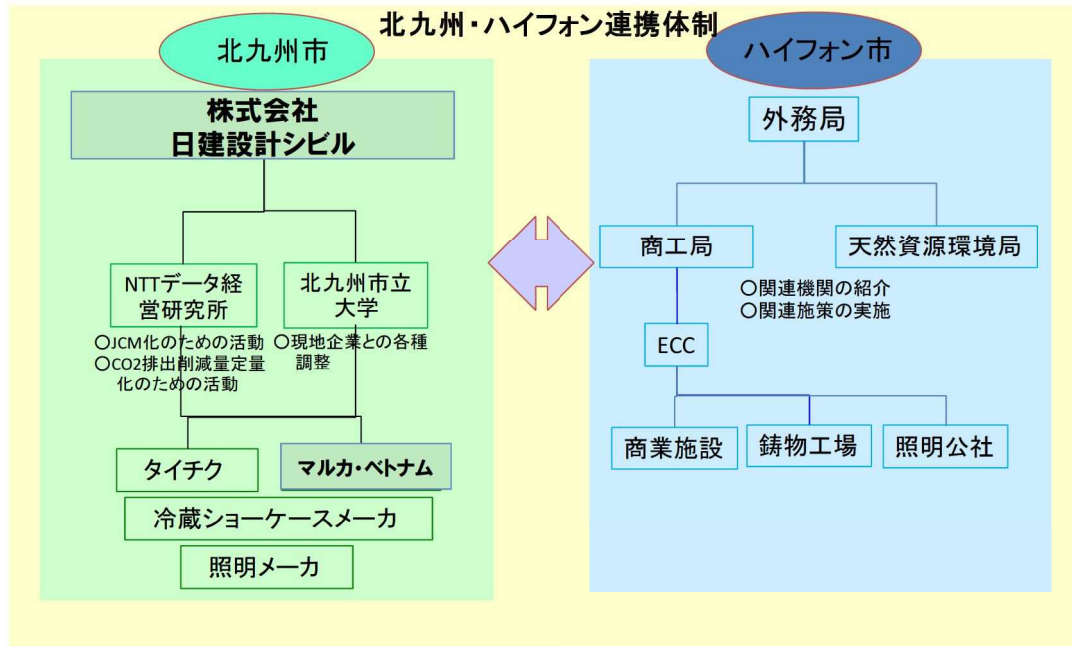 北九州・ハイフォン連携体制
北九州市
株式会社
日建設計シビル
NTTデータ経
営研究所
〇JCM化のための活動
〇CO2排出削減量定量
化のための活動
北九州市立
大学
〇現地企業との各種
調整
タイチク
マルカ・ベトナム
冷蔵ショーケースメーカ
照明メーカ
ハイフォン市
外務局
商工局
天然資源環境局
〇関連機関の紹介
〇関連施策の実施
ECC
商業施設
鋳物工場
照明公社